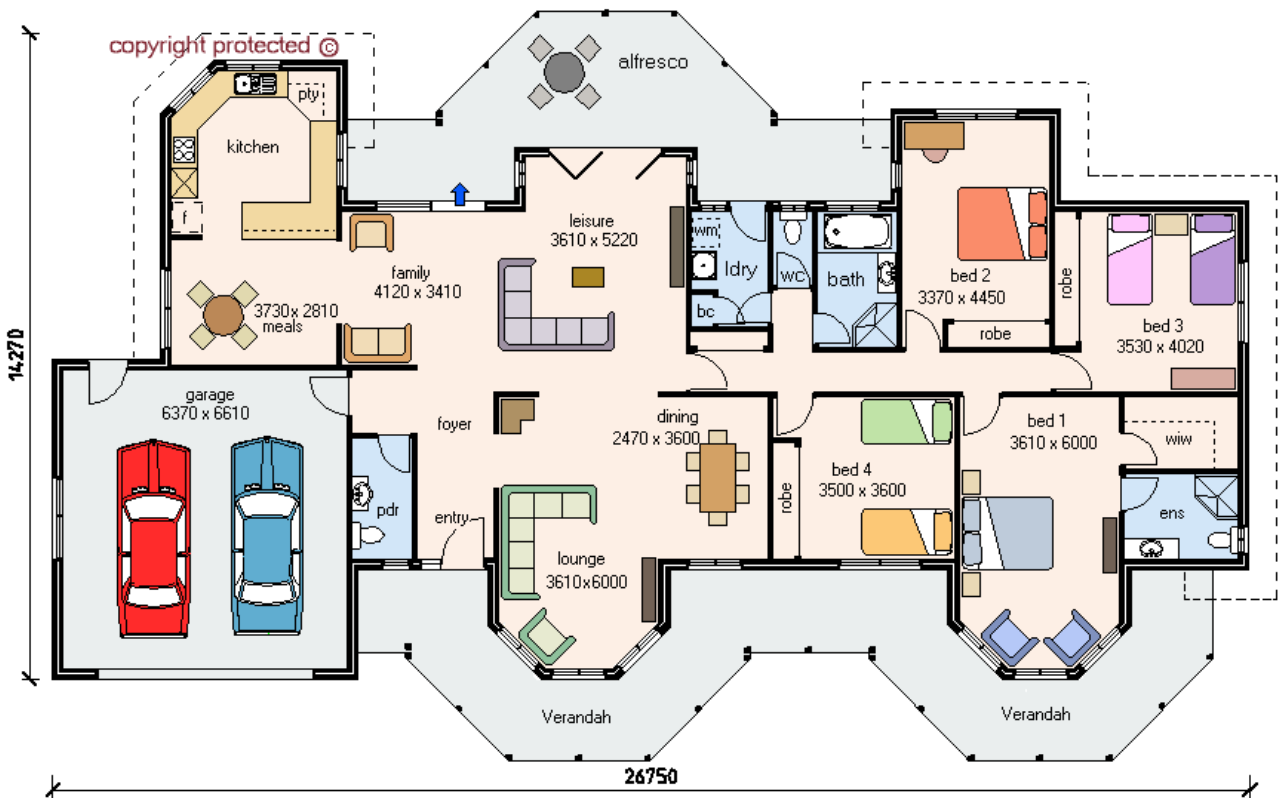 copyright protected ©
alfresco
pty
kitchen
f
leisure
3610 x 5220
wm
ldry
wc
bath
bc
bed 2
3370 x 4450
robe
robe
bed 3
3530 x 4020
family
4120 x 3410
3730x 2810
meals
14270
garage
6370 x 6610
foyer
dining
2470 x 3600
bed 1
3610 x 6000
wiw
bed 4
3500 x 3600
robe
pdr
entry
ens
lounge
3610x6000
Verandah
Verandah
26750